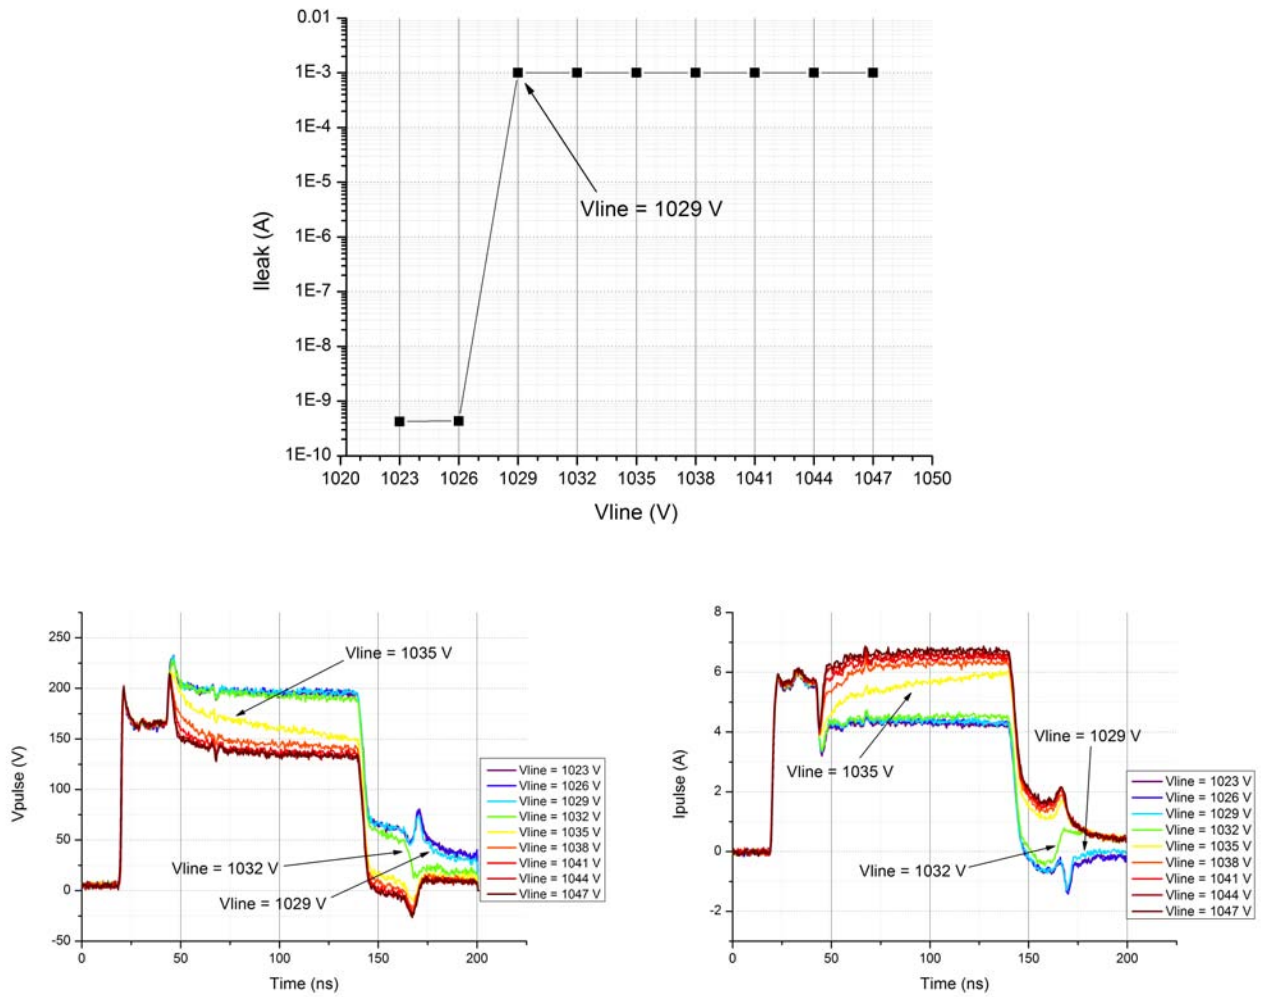 0.01
1E-3
1E-4
1E-5
1E-6
1E-7
1E-8
1E-9
1E-10
Ileak (A)
Vline = 1029 V
1020 1023 1026 1029 1032 1035 1038 1041 1044 1047 1050
Vline (V)
250
200
150
100
50
0
-50
Vpulse (V)
Vline = 1035 V
Vline = 1032 V
Vline = 1029 V
Vline = 1023 V
Vline = 1026 V
Vline = 1029 V
Vline = 1032 V
Vline = 1035 V
Vline = 1038 V
Vline = 1041 V
Vline = 1044 V
Vline = 1047 V
0 50 100 150 200
Time (ns)
8
6
4
2
0
-2
Ipulse (A)
Vline = 1035 V
Vline = 1029 V
Vline = 1032 V
Vline = 1023 V
Vline = 1026 V
Vline = 1029 V
Vline = 1032 V
Vline = 1035 V
Vline = 1038 V
Vline = 1041 V
Vline = 1044 V
Vline = 1047 V
0 50 100 150 200
Time (ns)